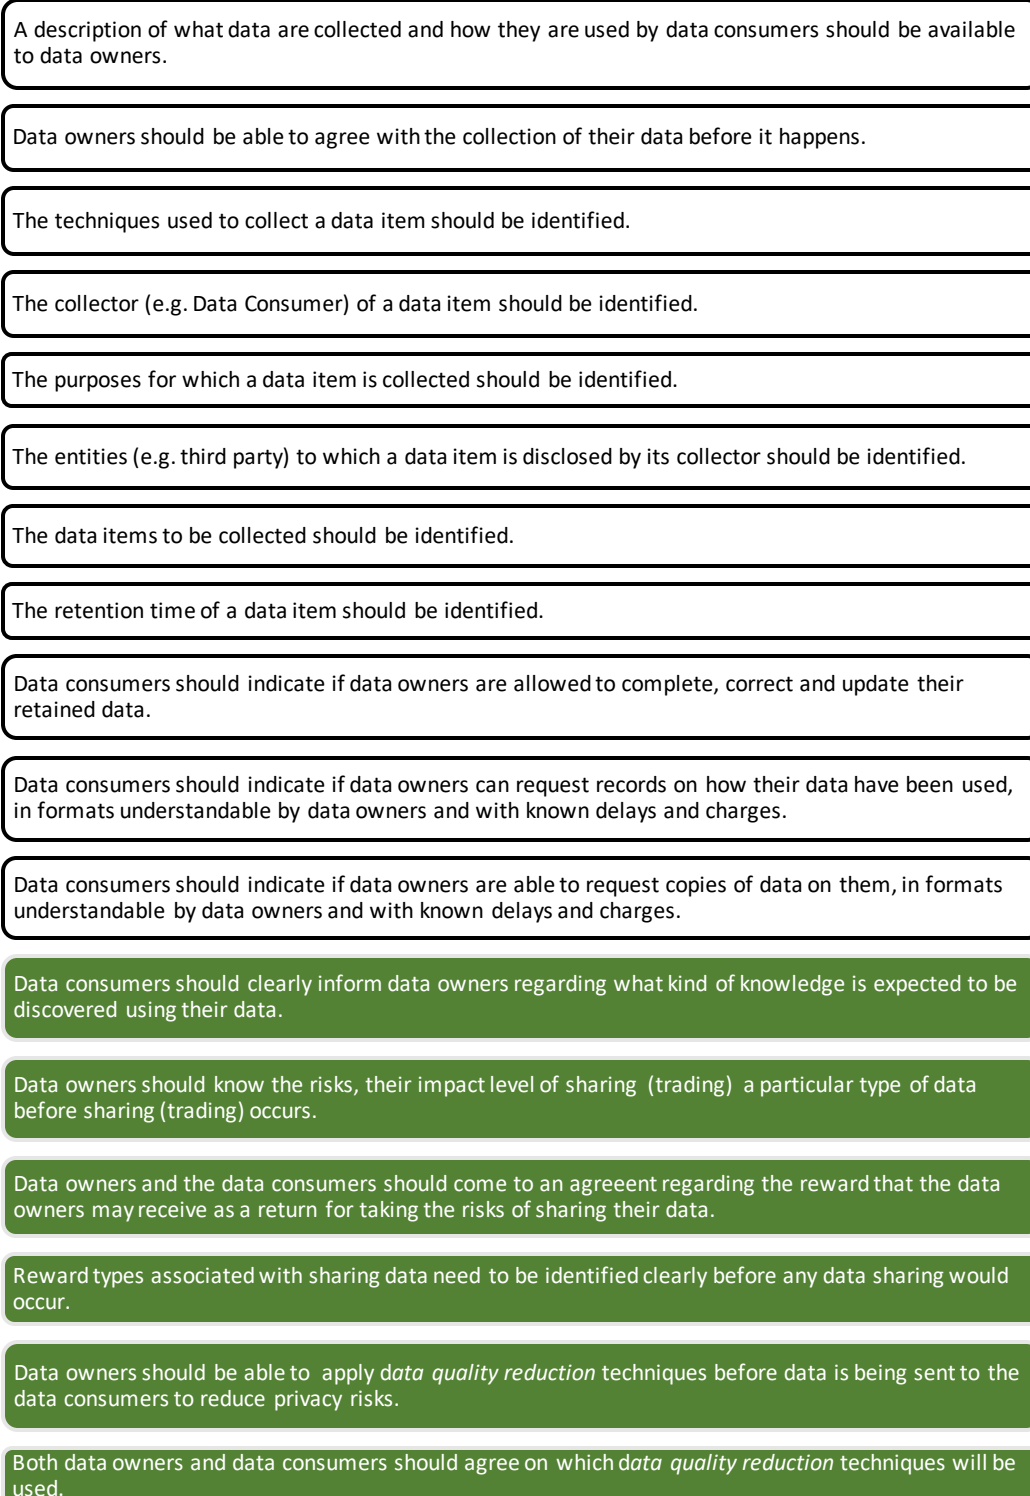 A description of what data are collected and how they are used by data consumers should be available
to data owners.
Data owners should be able to agree with the collection of their data before it happens.
The techniques used to collect a data item should be identified.
The collector (e.g. Data Consumer) of a data item should be identified.
The purposes for which a data item is collected should be identified.
The entities (e.g. third party) to which a data item is disclosed by its collector should be identified.
The data items to be collected should be identified.
The retention time of a data item should be identified.
Data consumers should indicate if data owners are allowed to complete, correct and update their
retained data.
Data consumers should indicate if data owners can request records on how their data have been used,
in formats understandable by data owners and with known delays and charges.
Data consumers should indicate if data owners are able to request copies of data on them, in formats
understandable by data owners and with known delays and charges.
Data consumers should clearly inform data owners regarding what kind of knowledge is expected to be
discovered using their data.
Data owners should know the risks, their impact level of sharing (trading) a particular type of data
before sharing (trading) occurs.
Data owners and the data consumers should come to an agreeent regarding the reward that the data
owners may receive as a return for taking the risks of sharing their data.
Reward types associated with sharing data need to be identified clearly before any data sharing would
occur.
Data owners should be able to apply data quality reduction techniques before data is being sent to the
data consumers to reduce privacy risks.
Both data owners and data consumers should agree on which data quality reduction techniques will be
used.